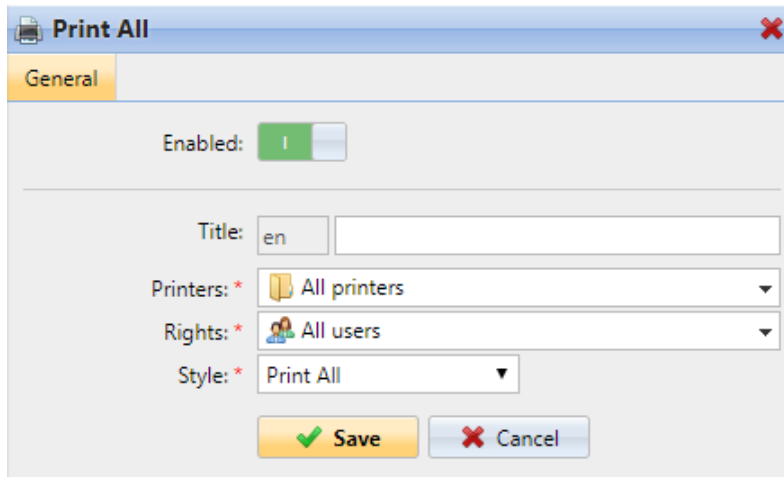 Print All
General
Enabled: I
Title: en
Printers: * All printers
Rights: * All users
Style: * Print All
Save Cancel